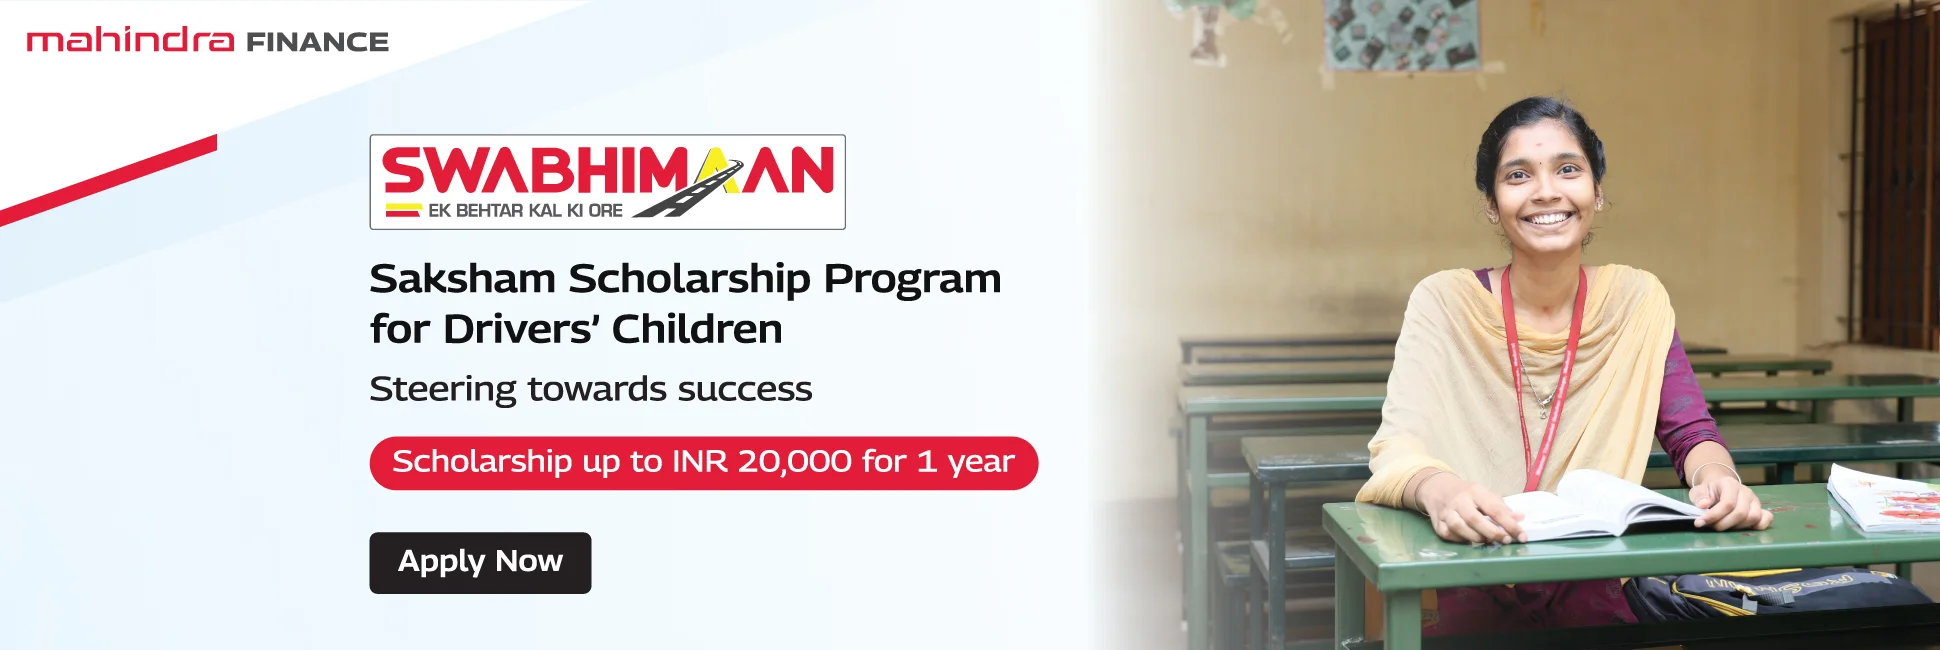 mahindra FINANCE
SWABHIMAAN
EK BEHTAR KAL KI ORE
Saksham Scholarship Program
for Drivers’ Children
Steering towards success
Scholarship up to INR 20,000 for 1 year
Apply Now